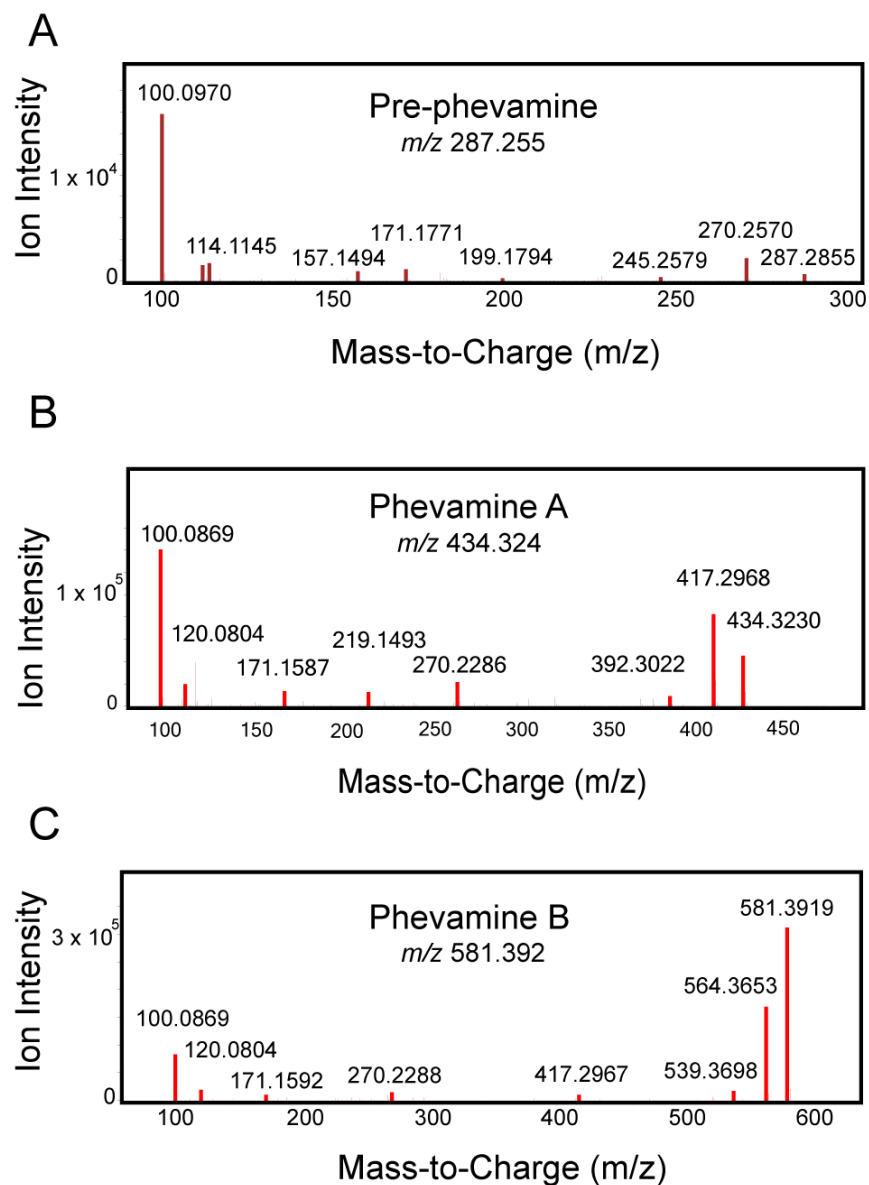 A
Ion Intensity
Pre-phevamine
m/z 287.255
1 x 10⁴
0
100.0970
114.1145
157.1494
171.1771
199.1794
245.2579
270.2570
287.2855
100 150 200 250 300
Mass-to-Charge (m/z)
B
Ion Intensity
Phevamine A
m/z 434.324
1 x 10⁵
0
100.0869
120.0804
171.1587
219.1493
270.2286
392.3022
417.2968
434.3230
100 150 200 250 300 350 400 450
Mass-to-Charge (m/z)
C
Ion Intensity
Phevamine B
m/z 581.392
3 x 10⁵
0
100.0869
120.0804
171.1592
270.2288
417.2967
539.3698
564.3653
581.3919
100 200 300 400 500 600
Mass-to-Charge (m/z)